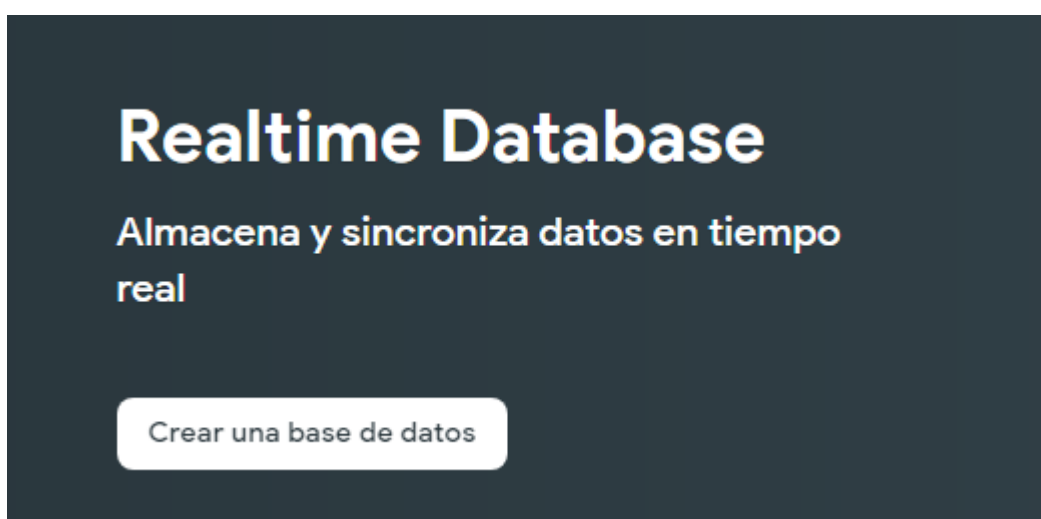 Realtime Database
Almacena y sincroniza datos en tiempo
real
Crear una base de datos